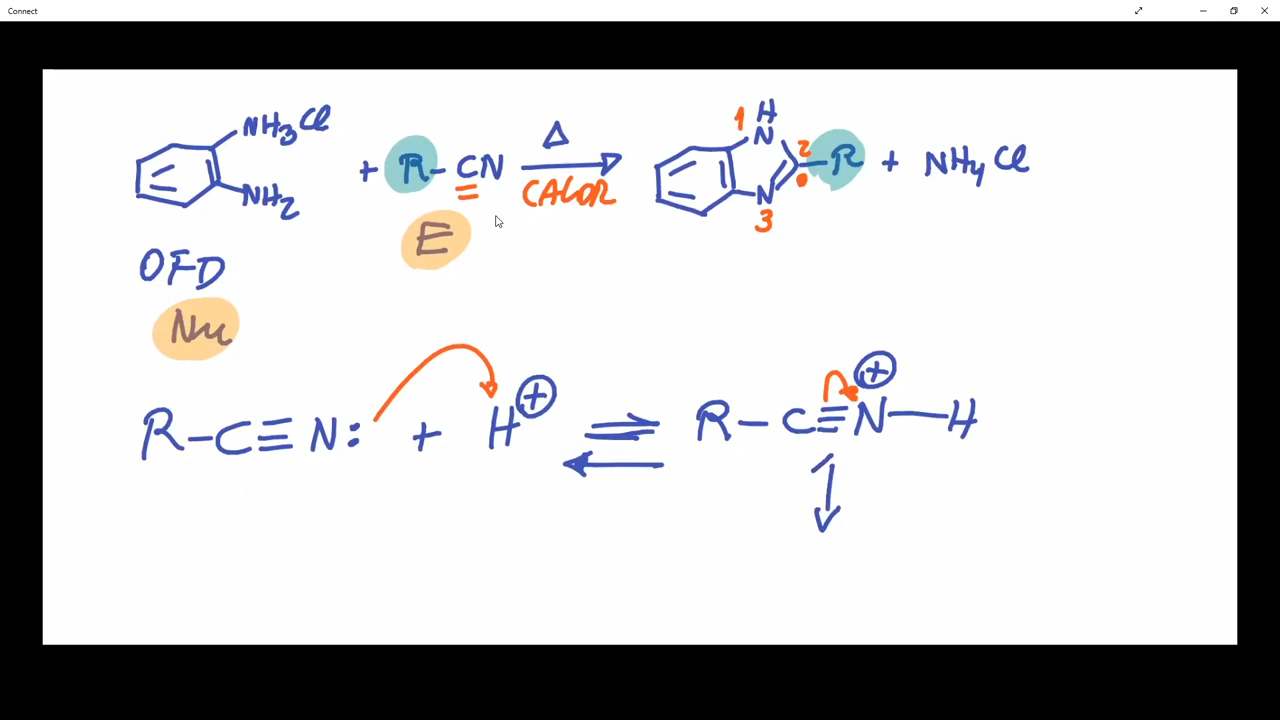 Connect
NH3Cl
NH2
+ R-CN Δ CALOR
1 H N 2 R N 3 + NH4Cl
OFD
E
Nu
R-C≡N: + H+ R-C≡N+-H